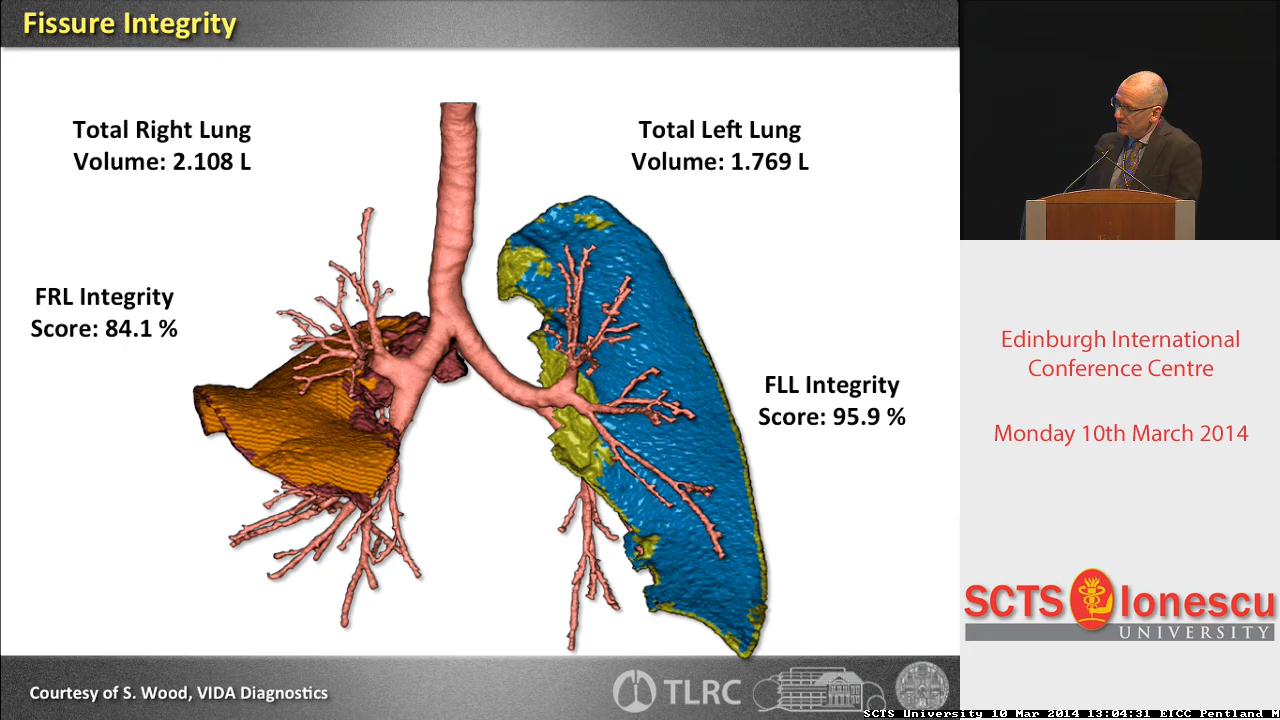 Fissure Integrity
Total Right Lung
Volume: 2.108 L
Total Left Lung
Volume: 1.769 L
FRL Integrity
Score: 84.1 %
FLL Integrity
Score: 95.9 %
Courtesy of S. Wood, VIDA Diagnostics
TLRC
Edinburgh International
Conference Centre
Monday 10th March 2014
SCTS Ionescu
UNIVERSITY
SCTS University 10 Mar 2014 13:04:31 EICC Pentland M